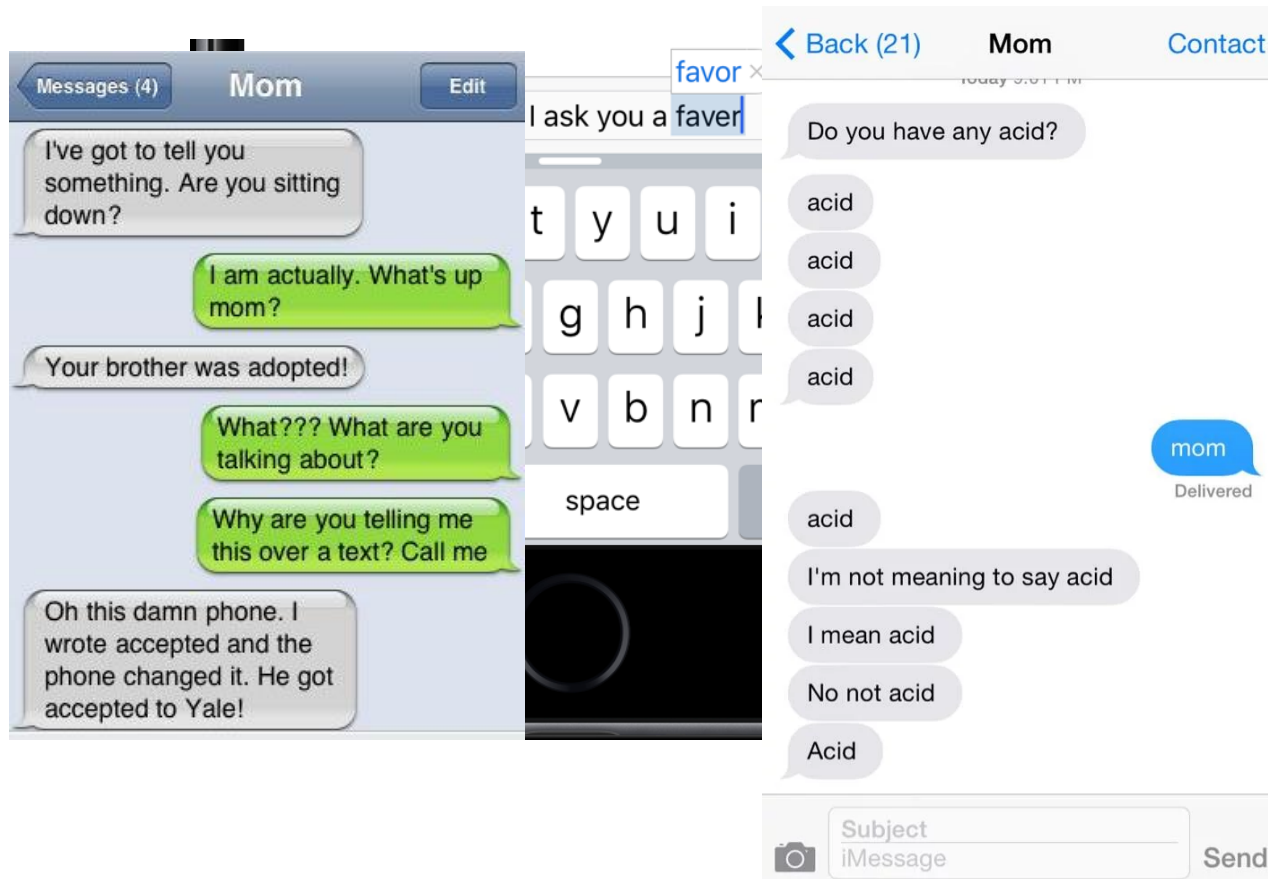 Messages (4)
Mom
Edit
I've got to tell you
something. Are you sitting
down?
I am actually. What's up
mom?
Your brother was adopted!
What??? What are you
talking about?
Why are you telling me
this over a text? Call me
Oh this damn phone. I
wrote accepted and the
phone changed it. He got
accepted to Yale!
favor ×
I ask you a faver
t y u i
g h j
v b n
space
Back (21)
Mom
Contact
Do you have any acid?
acid
acid
acid
acid
mom
Delivered
acid
I'm not meaning to say acid
I mean acid
No not acid
Acid
Subject
iMessage
Send